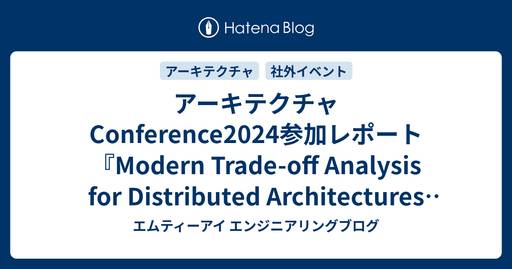 Hatena Blog
アーキテクチャ 社外イベント
アーキテクチャ
Conference2024参加レポート
『Modern Trade-off Analysis
for Distributed Architectures…
エムティーアイ エンジニアリングブログ